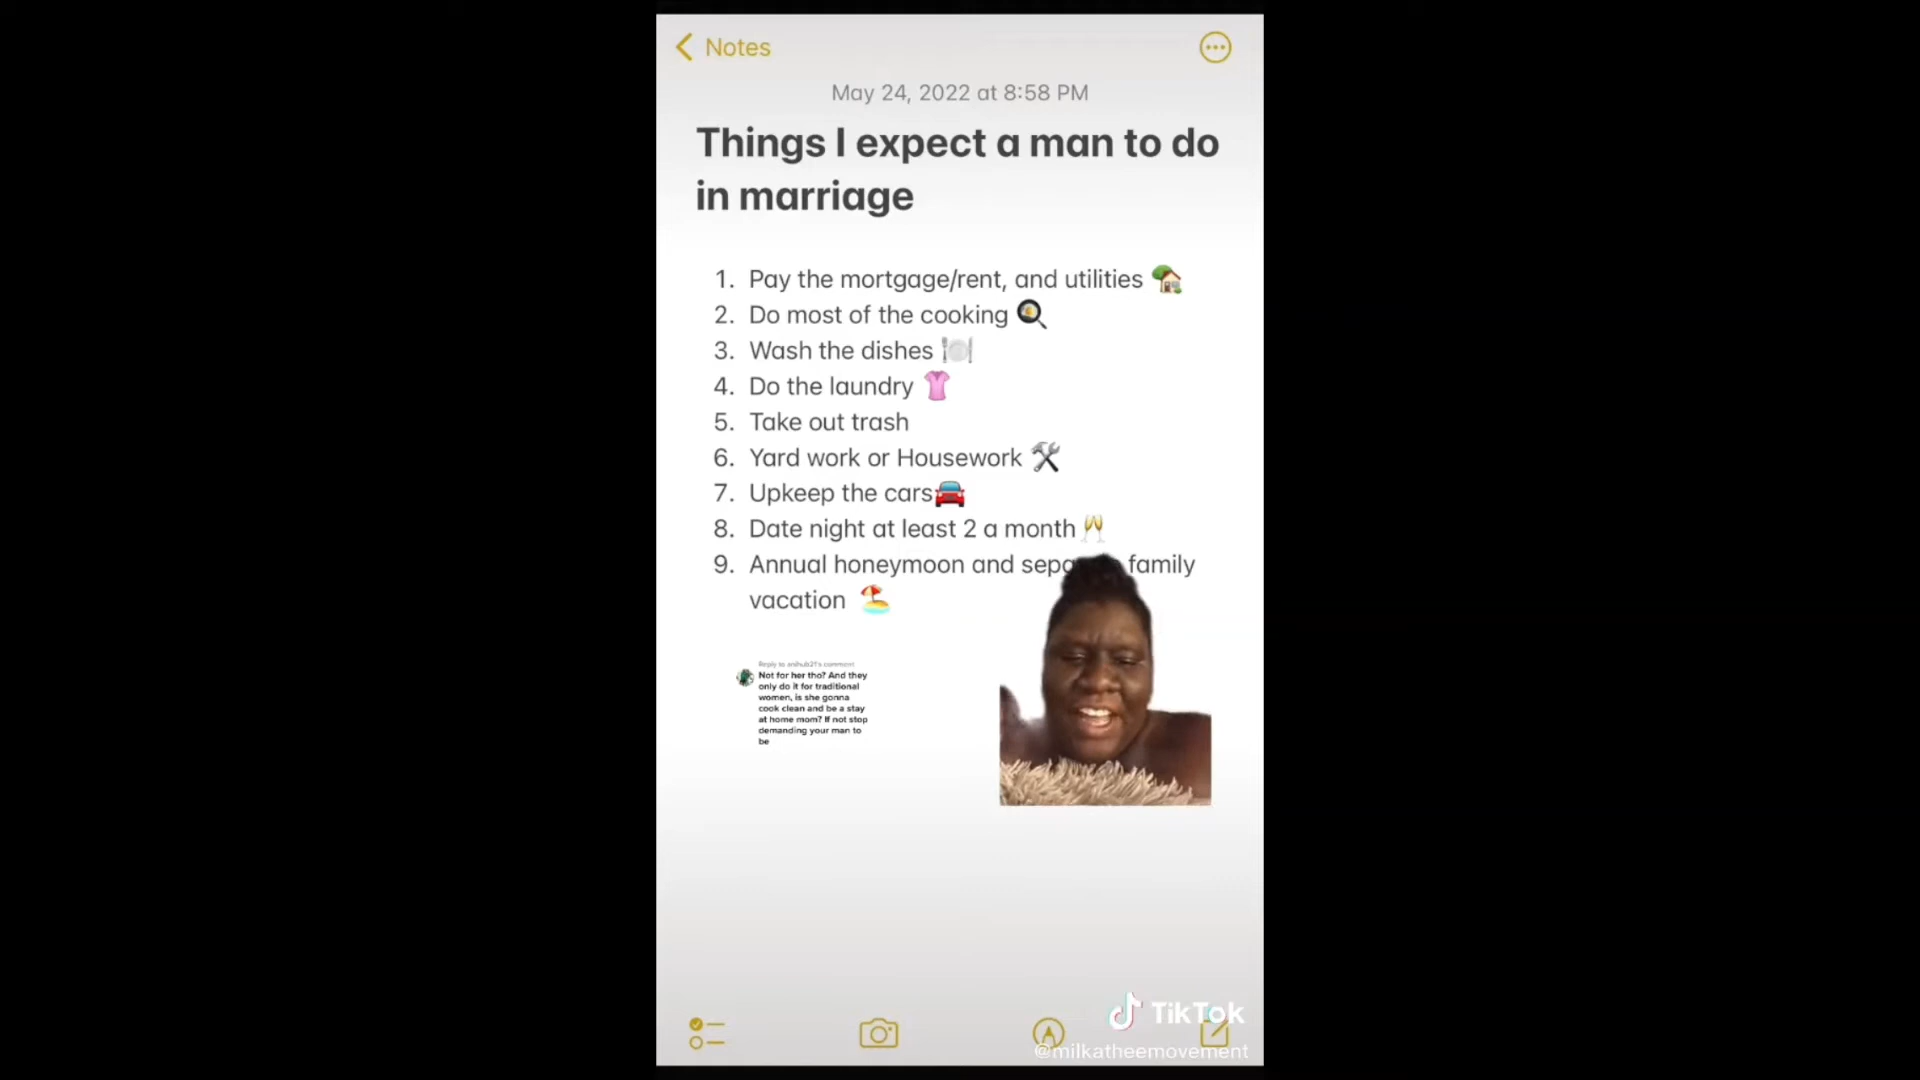 Notes
May 24, 2022 at 8:58 PM
Things I expect a man to do
in marriage
1. Pay the mortgage/rent, and utilities
2. Do most of the cooking
3. Wash the dishes
4. Do the laundry
5. Take out trash
6. Yard work or Housework
7. Upkeep the cars
8. Date night at least 2 a month
9. Annual honeymoon and family
vacation
Reply to comment
Not for her tho? And they
only do it for traditional
women, is she gonna
cook clean and be a stay
at home mom? If not stop
demanding your man to
be
TikTok
@milkatheemovement